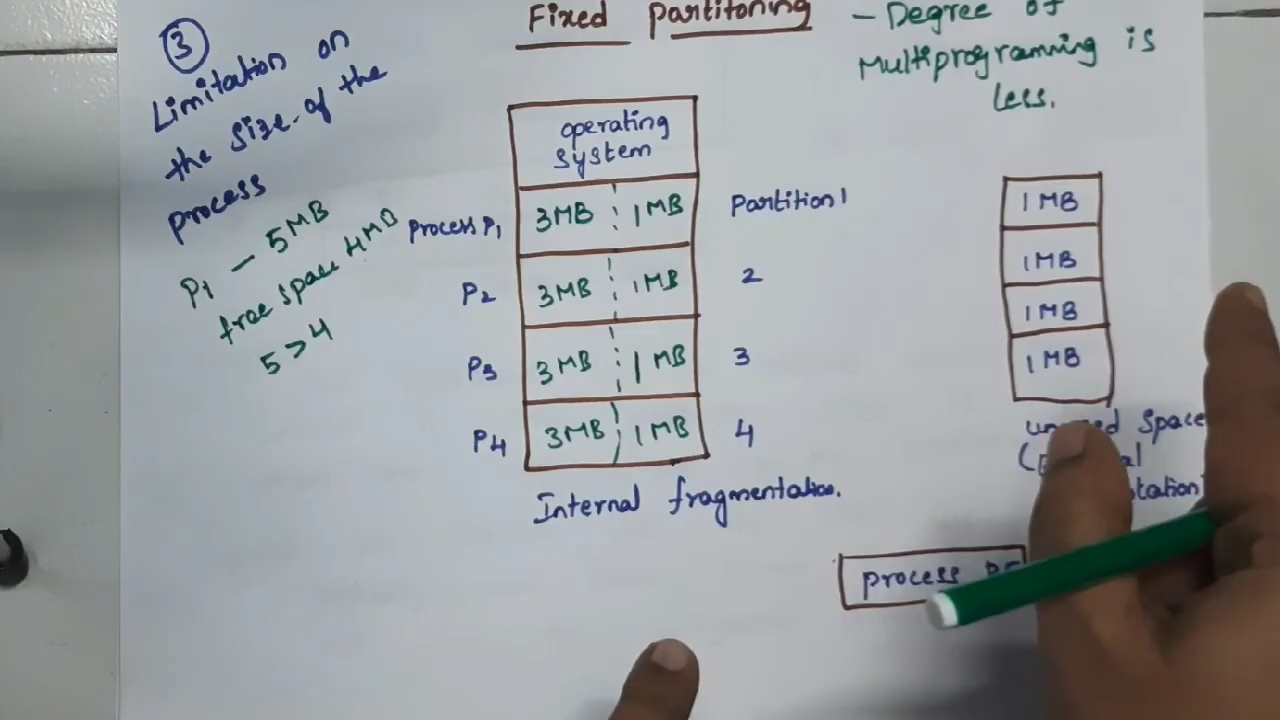 Fixed Partitoning
- Degree of
Multiprogramming is
less.
③
Limitation on
the size of the
process
P1 - 5MB
free space 4MB
5 > 4
operating
system
process P1 3MB 1MB Partition 1
P2 3MB 1MB 2
P3 3MB 1MB 3
P4 3MB 1MB 4
Internal fragmentation.
1MB
1MB
1MB
1MB
Space
process